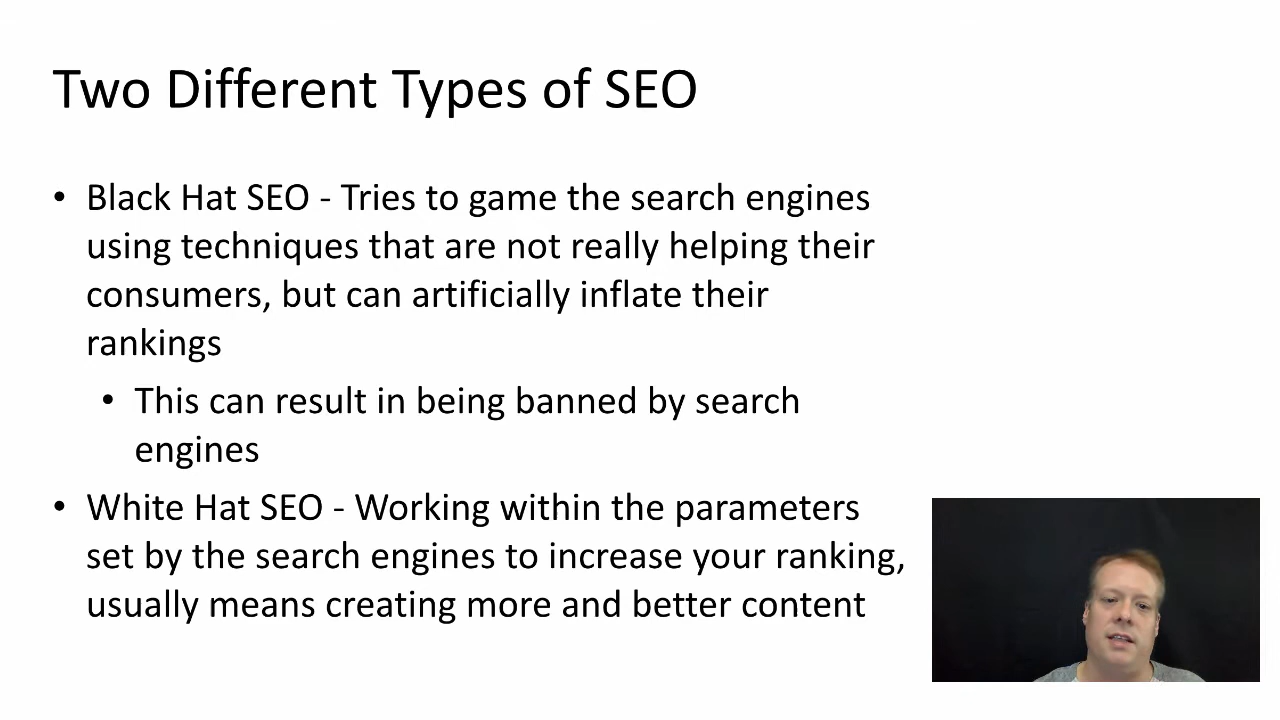 Two Different Types of SEO
• Black Hat SEO - Tries to game the search engines
using techniques that are not really helping their
consumers, but can artificially inflate their
rankings
• This can result in being banned by search
engines
• White Hat SEO - Working within the parameters
set by the search engines to increase your ranking,
usually means creating more and better content